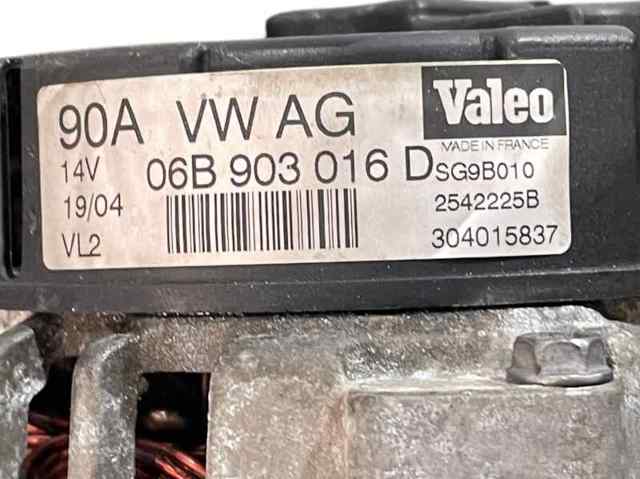 90A VW AG Valeo
MADE IN FRANCE
14V 06B 903 016 D SG9B010
19/04 2542225B
VL2 304015837